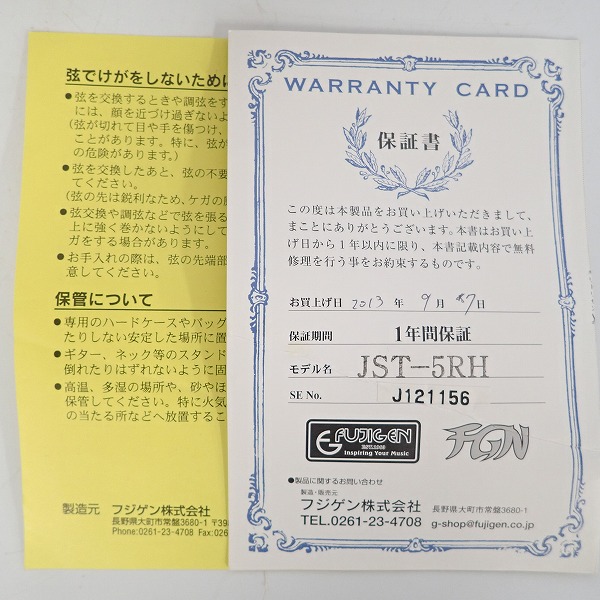 弦でけがをしないために
●弦を交換するときや調弦をす
には、顔を近づけ過ぎないよ
(弦が切れて目や手を傷つけ、
ことがあります。特に、弦が
の危険があります。)
●弦を交換したあと、弦の不要
てください。
(弦の先は鋭利なため、ケガの
●弦交換や調弦などで弦を張る
上に強く巻かないようにして
ガをする場合があります。
●お手入れの際は、弦の先端部
意してください。
保管について
●専用のハードケースやバッグ
たりしない安定した場所に置
●ギター、ネック等のスタンド
倒れたりはずれないように固
●高温、多湿の場所や、砂やほ
保管してください。特に火気
の当たる所などへ放置するこ
製造元 フジゲン株式会社
長野県大町市常盤3680-1 〒39
Phone:0261-23-4708 Fax:026
WARRANTY CARD
保証書
この度は本製品をお買い上げいただきまして、
まことにありがとうございます。本書はお買い上
げ日から1年以内に限り、本書記載内容で無料
修理を行う事をお約束するものです。
お買上げ日 2013 年 9 月 7 日
保証期間 1年間保証
モデル名 JST-5RH
SE No. J121156
FUJIGEN
Inspiring Your Music
FGN
●製品に関するお問い合わせ
製造・販売元
フジゲン株式会社 長野県大町市常盤3680-1
TEL.0261-23-4708 g-shop@fujigen.co.jp